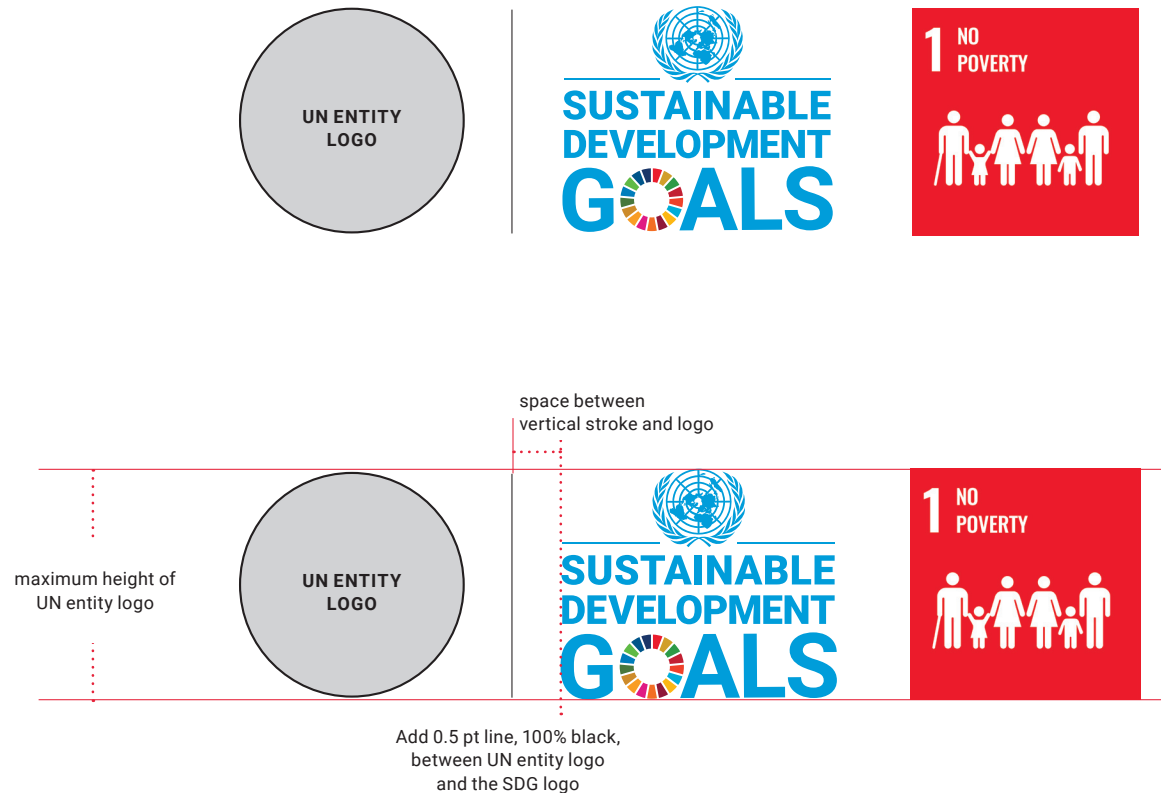 UN ENTITY
LOGO
SUSTAINABLE
DEVELOPMENT
GOALS
1 NO
POVERTY
space between
vertical stroke and logo
maximum height of
UN entity logo
UN ENTITY
LOGO
SUSTAINABLE
DEVELOPMENT
GOALS
1 NO
POVERTY
Add 0.5 pt line, 100% black,
between UN entity logo
and the SDG logo